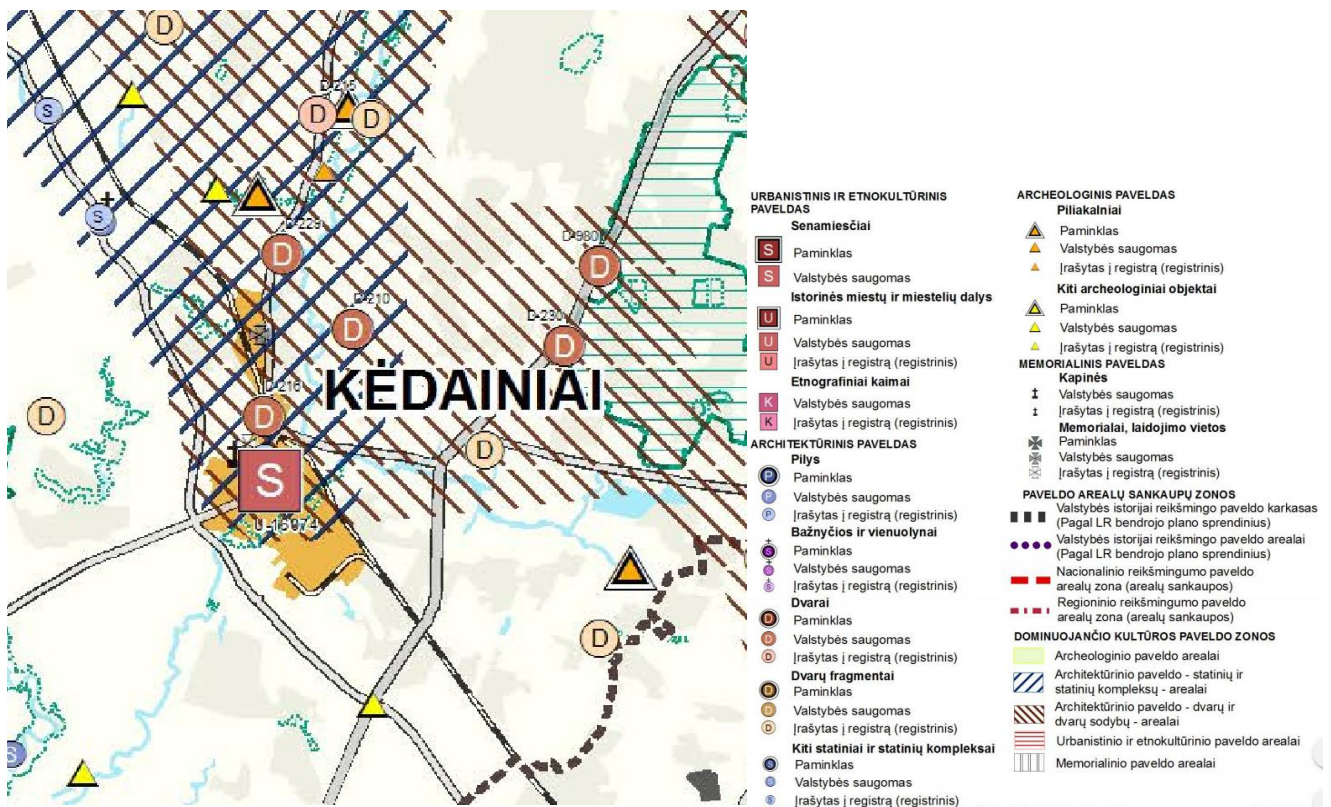 D
D-215
S
D
D
S
D-229
D
D-980
D
D-210
D
D-230
D
KĖDAINIAI
D-216
D
D
D
S
U-16974
D
S
URBANISTINIS IR ETNOKULTŪRINIS
PAVELDAS
Senamiesčiai
S Paminklas
S Valstybės saugomas
Istorinės miestų ir miestelių dalys
U Paminklas
U Valstybės saugomas
U Įrašytas į registrą (registrinis)
Etnografiniai kaimai
K Valstybės saugomas
K Įrašytas į registrą (registrinis)
ARCHITEKTŪRINIS PAVELDAS
Pilys
P Paminklas
P Valstybės saugomas
P Įrašytas į registrą (registrinis)
Bažnyčios ir vienuolynai
S Paminklas
Valstybės saugomas
S Įrašytas į registrą (registrinis)
Dvarai
D Paminklas
D Valstybės saugomas
D Įrašytas į registrą (registrinis)
Dvarų fragmentai
D Paminklas
D Valstybės saugomas
D Įrašytas į registrą (registrinis)
Kiti statiniai ir statinių kompleksai
S Paminklas
S Valstybės saugomas
S Įrašytas į registrą (registrinis)
ARCHEOLOGINIS PAVELDAS
Piliakalniai
Paminklas
Valstybės saugomas
Įrašytas į registrą (registrinis)
Kiti archeologiniai objektai
Paminklas
Valstybės saugomas
Įrašytas į registrą (registrinis)
MEMORIALINIS PAVELDAS
Kapinės
Valstybės saugomas
Įrašytas į registrą (registrinis)
Memorialai, laidojimo vietos
Paminklas
Valstybės saugomas
Įrašytas į registrą (registrinis)
PAVELDO AREALŲ SANKAUPŲ ZONOS
Valstybės istorijai reikšmingo paveldo karkasas
(Pagal LR bendrojo plano sprendinius)
Valstybės istorijai reikšmingo paveldo arealai
(Pagal LR bendrojo plano sprendinius)
Nacionalinio reikšmingumo paveldo
arealų zona (arealų sankaupos)
Regioninio reikšmingumo paveldo
arealų zona (arealų sankaupos)
DOMINUOJANČIO KULTŪROS PAVELDO ZONOS
Archeologinio paveldo arealai
Architektūrinio paveldo - statinių ir
statinių kompleksų - arealai
Architektūrinio paveldo - dvarų ir
dvarų sodybų - arealai
Urbanistinio ir etnokultūrinio paveldo arealai
Memorialinio paveldo arealai